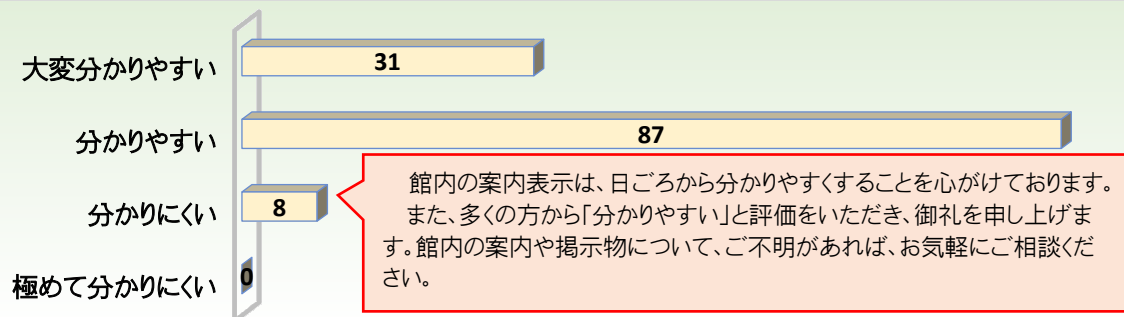 大変分かりやすい
31
分かりやすい
87
分かりにくい
8
極めて分かりにくい
0
館内の案内表示は、日ごろから分かりやすくすることを心がけております。
また、多くの方から「分かりやすい」と評価をいただき、御礼を申し上げま
す。館内の案内や掲示物について、ご不明があれば、お気軽にご相談くだ
さい。